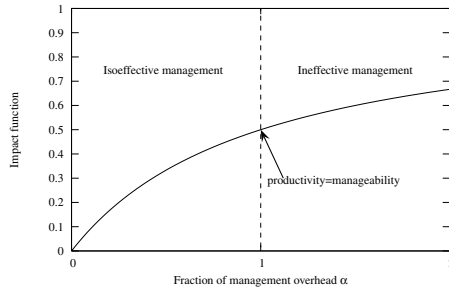 1
0.9
0.8
0.7
0.6
0.5
0.4
0.3
0.2
0.1
0
Impact function
Isoeffective management
Ineffective management
productivity=manageability
0
1
Fraction of management overhead α